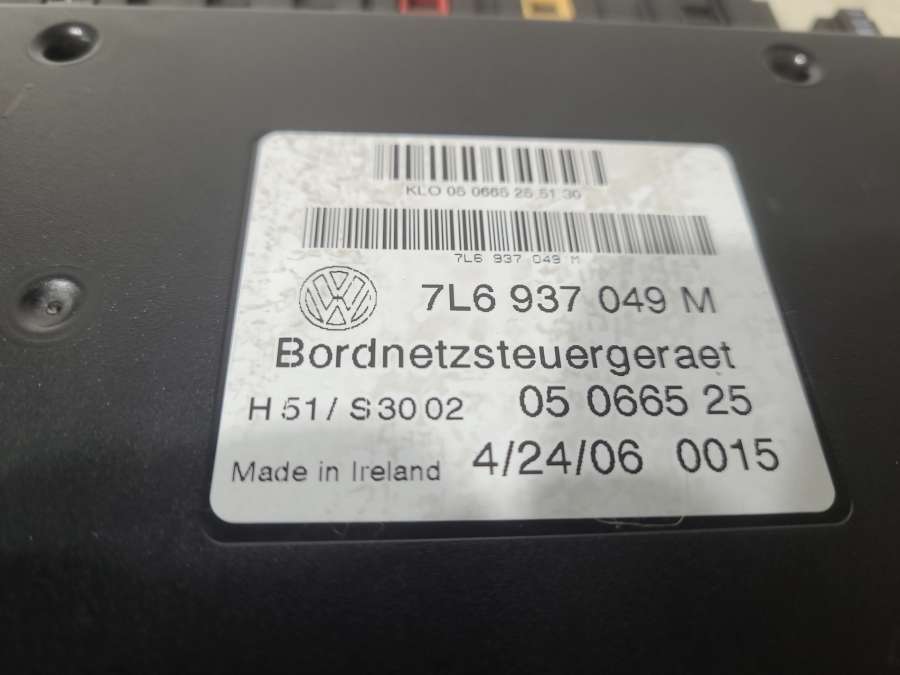 KLO 05 0665 25 51 30
7L6 937 049 M
7L6 937 049 M
Bordnetzsteuergeraet
H 51 / S 30 02 05 0665 25
Made in Ireland 4/24/06 0015